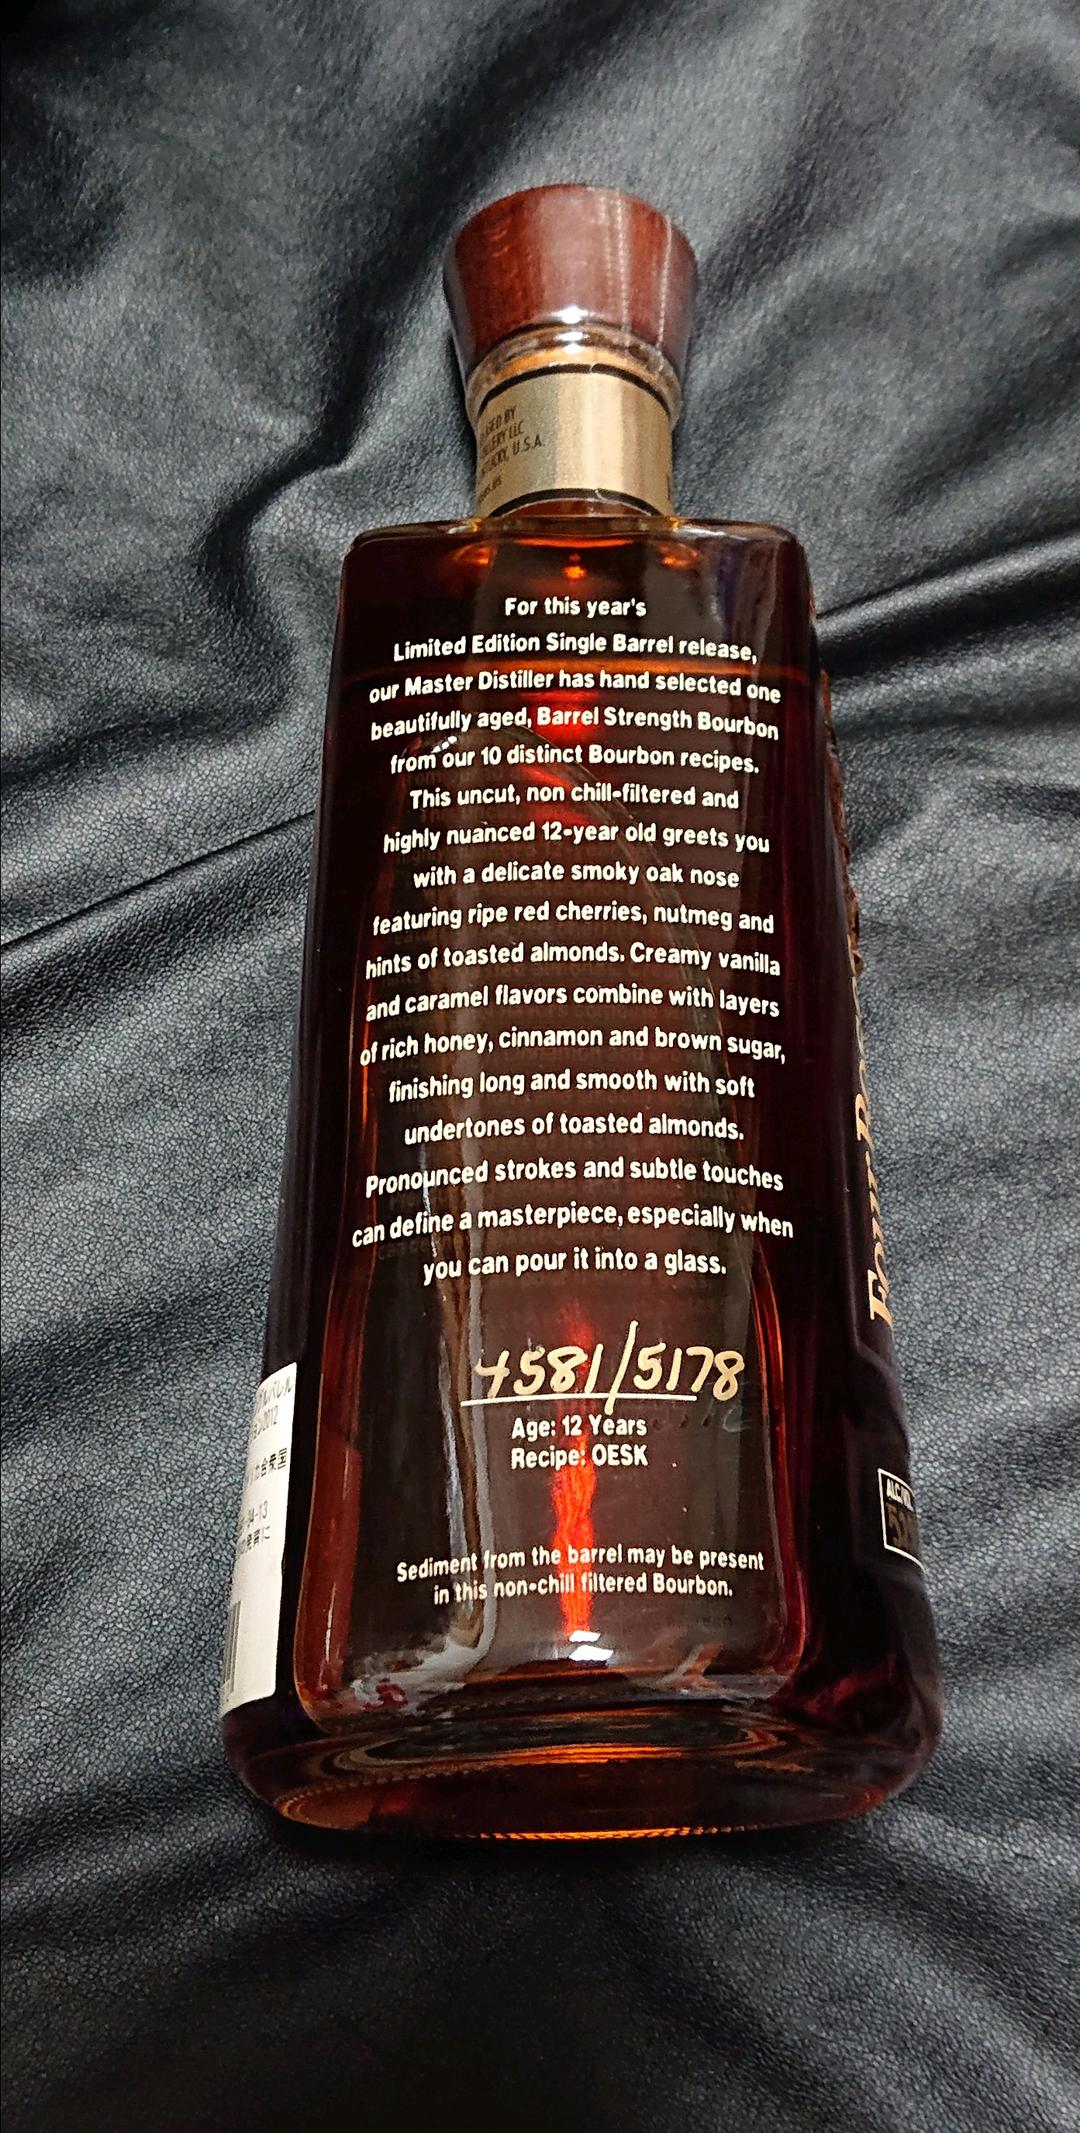 For this year's
Limited Edition Single Barrel release,
our Master Distiller has hand selected one
beautifully aged, Barrel Strength Bourbon
from our 10 distinct Bourbon recipes.
This uncut, non chill-filtered and
highly nuanced 12-year old greets you
with a delicate smoky oak nose
featuring ripe red cherries, nutmeg and
hints of toasted almonds. Creamy vanilla
and caramel flavors combine with layers
of rich honey, cinnamon and brown sugar,
finishing long and smooth with soft
undertones of toasted almonds.
Pronounced strokes and subtle touches
can define a masterpiece, especially when
you can pour it into a glass.
4581/5178
Age: 12 Years
Recipe: OESK
Sediment from the barrel may be present
in this non-chill filtered Bourbon.
BY
LLC
U.S.A.
Four
合衆国